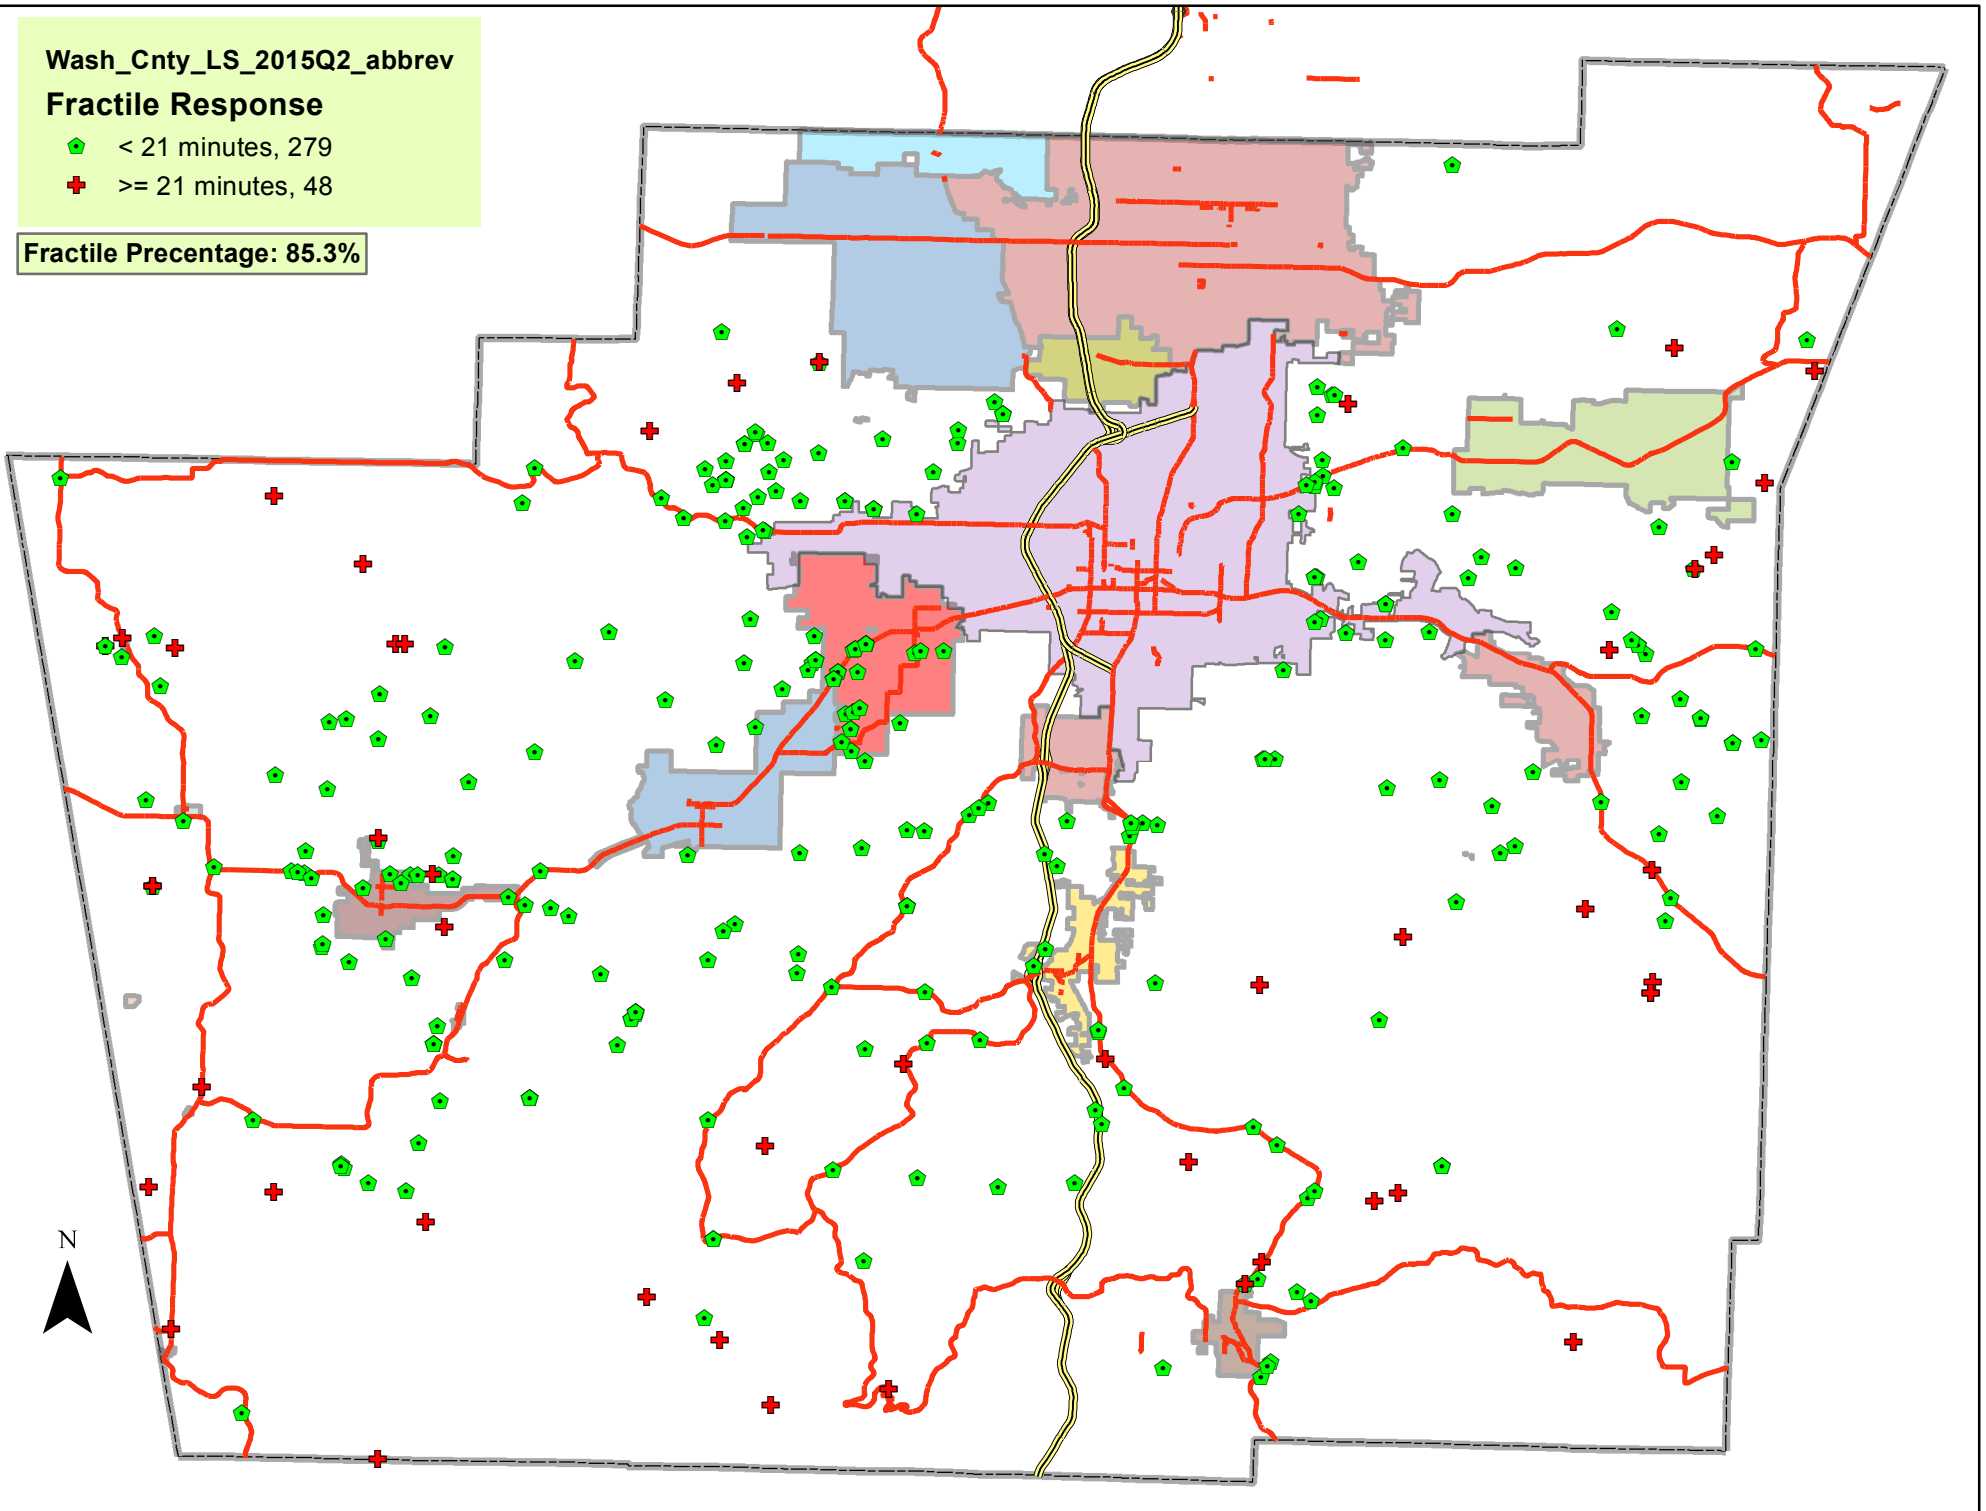 Wash_Cnty_LS_2015Q2_abbrev
Fractile Response
< 21 minutes, 279
>= 21 minutes, 48
Fractile Precentage: 85.3%
N